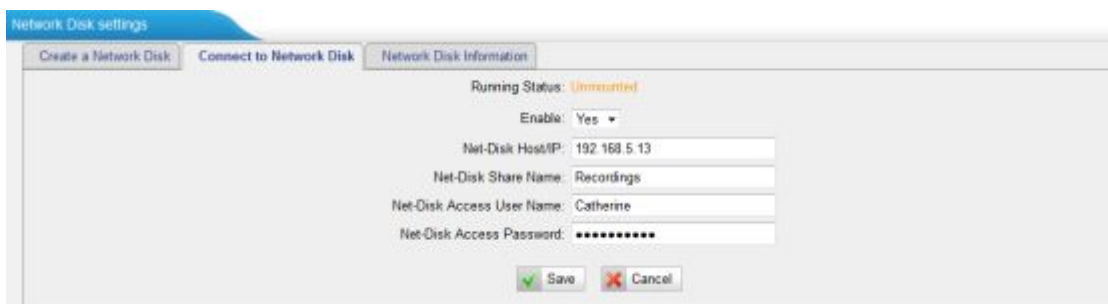 Network Disk settings
Create a Network Disk Connect to Network Disk Network Disk Information
Running Status: Unmounted
Enable: Yes
Net-Disk Host/IP: 192.168.5.13
Net-Disk Share Name: Recordings
Net-Disk Access User Name: Catherine
Net-Disk Access Password: ••••••••••
Save Cancel